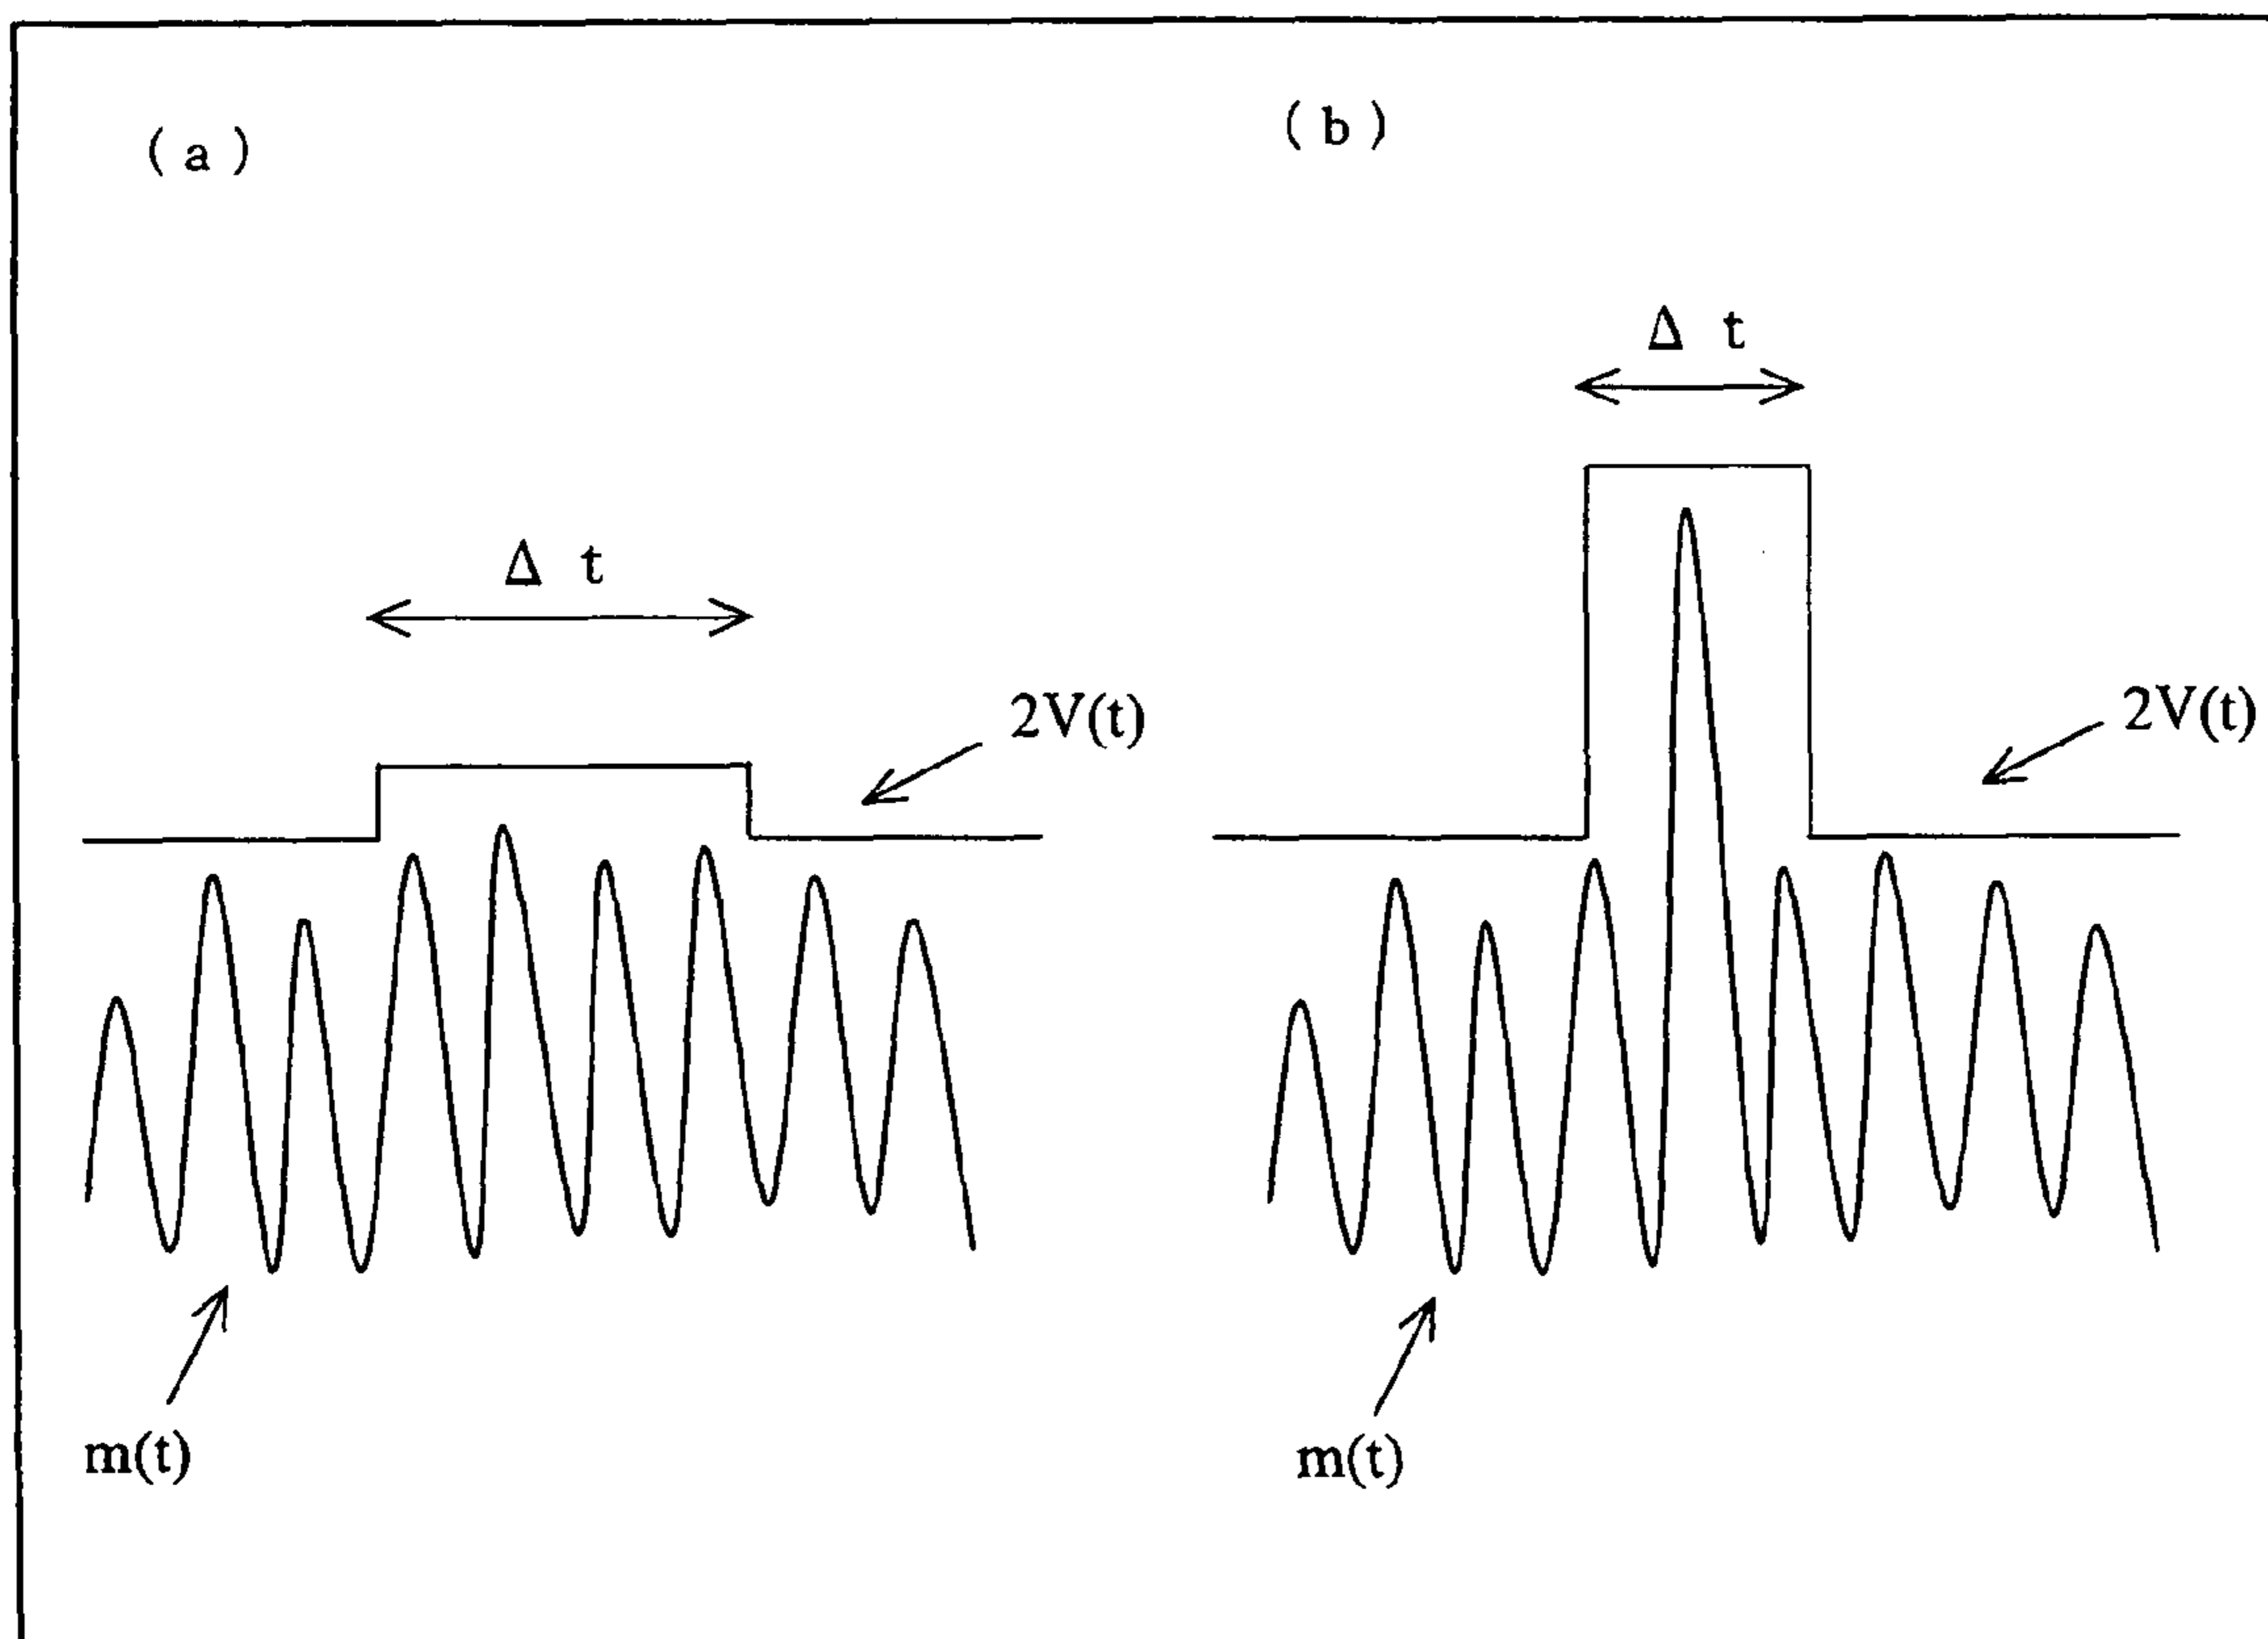 ( a )
Δ t
2V(t)
m(t)
( b )
Δ t
2V(t)
m(t)